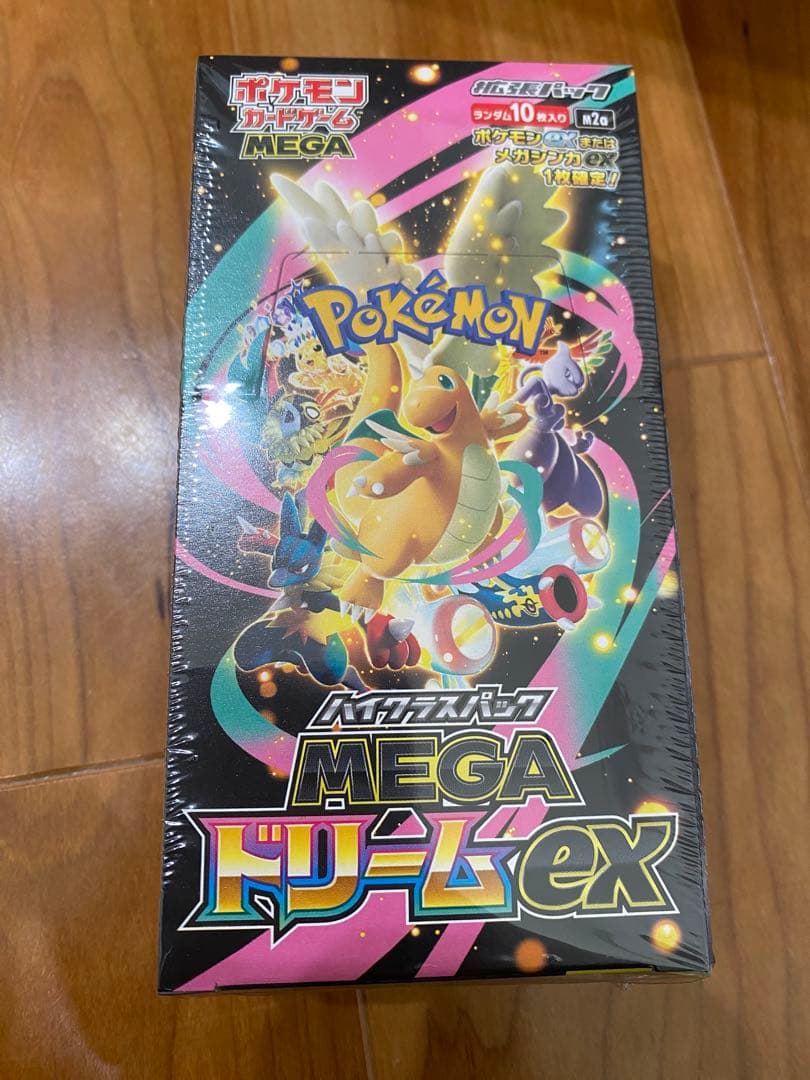 ポケモン
カードゲーム
MEGA
拡張パック
ランダム10枚入り M2a
ポケモンexまたは
メガシンカex
1枚確定!
POKéMON
TM
ハイクラスパック
MEGA
ドリームex